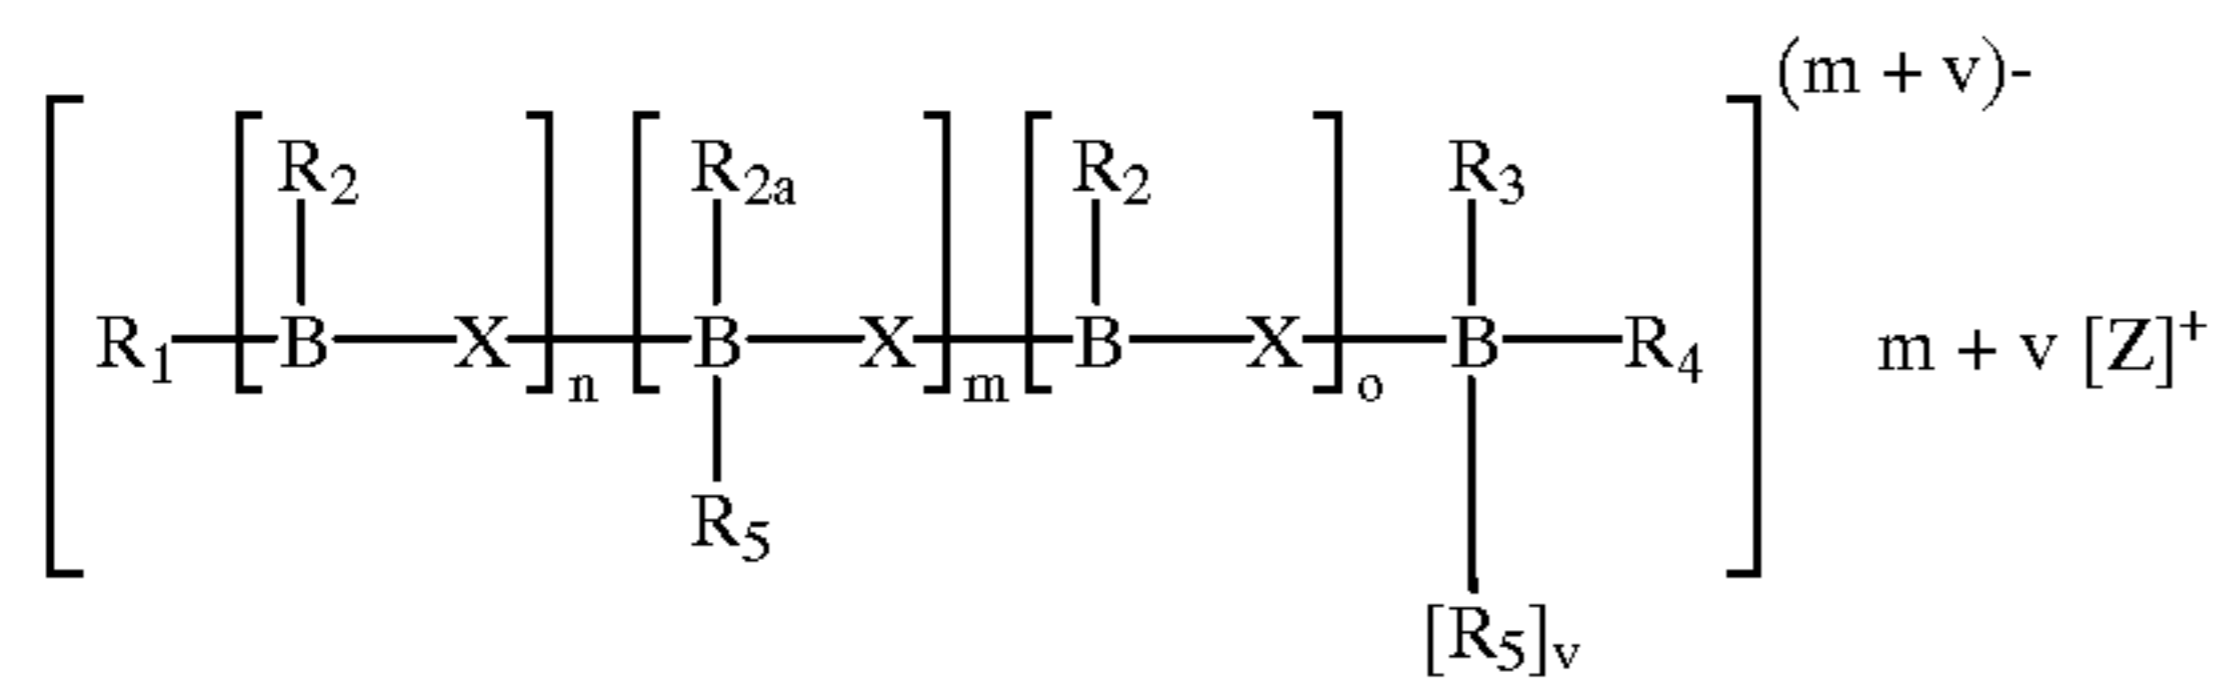 (m + v)-
R2 R2a R2 R3
R1 B X n B X m B X o B R4 m + v [Z]+
R5
[R5]v